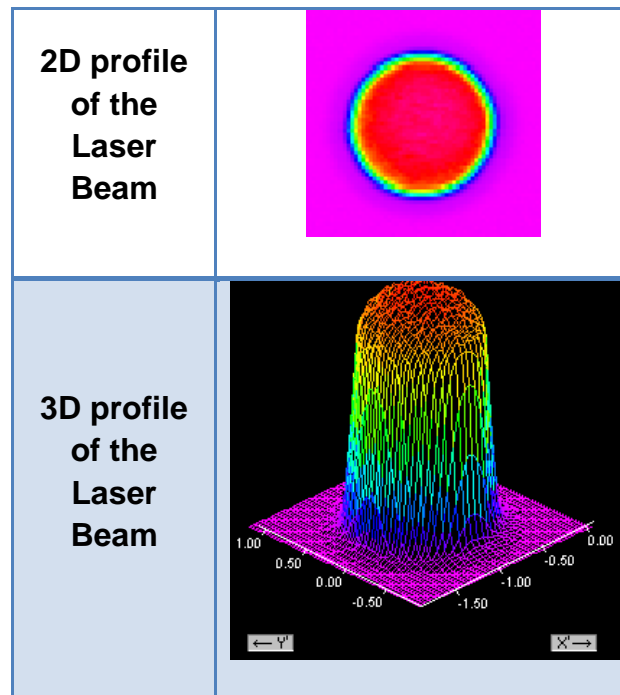 2D profile
of the
Laser
Beam
3D profile
of the
Laser
Beam
1.00
0.50
0.00
-0.50
-1.50
-1.00
-0.50
0.00
← Y'
X' →